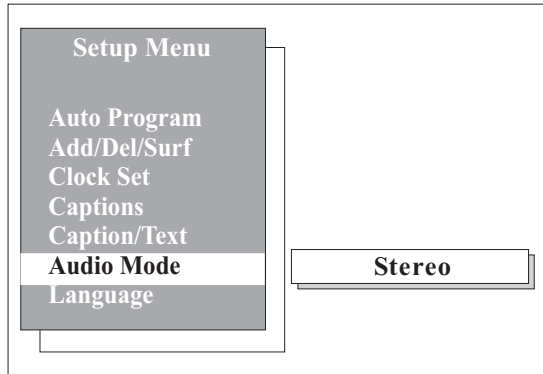 Setup Menu
Auto Program
Add/Del/Surf
Clock Set
Captions
Caption/Text
Audio Mode
Stereo
Language